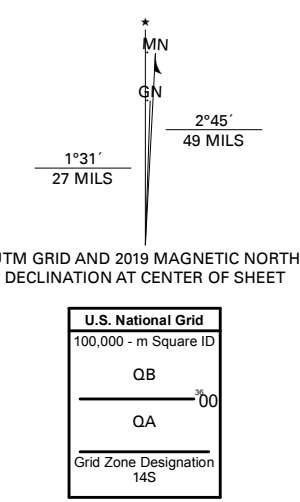 ★
MN
GN
2°45´
49 MILS
1°31´
27 MILS
UTM GRID AND 2019 MAGNETIC NORTH
DECLINATION AT CENTER OF SHEET
U.S. National Grid
100,000 - m Square ID
QB
3600
QA
Grid Zone Designation
14S